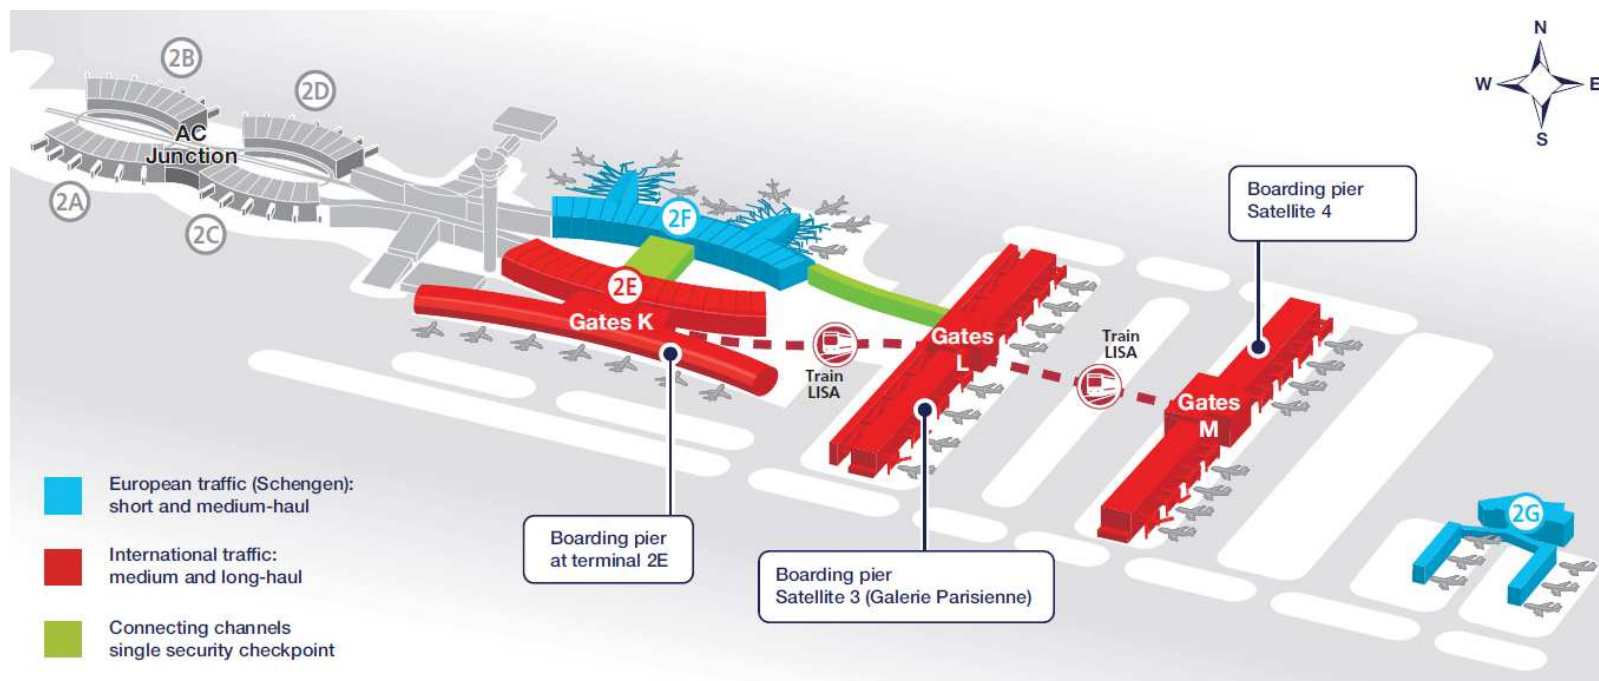 N
W
E
S
2B
2D
AC
Junction
2A
2C
2F
2E
Gates K
Train
LISA
Gates
L
Train
LISA
Gates
M
2G
Boarding pier
Satellite 4
Boarding pier
at terminal 2E
Boarding pier
Satellite 3 (Galerie Parisienne)
European traffic (Schengen):
short and medium-haul
International traffic:
medium and long-haul
Connecting channels
single security checkpoint